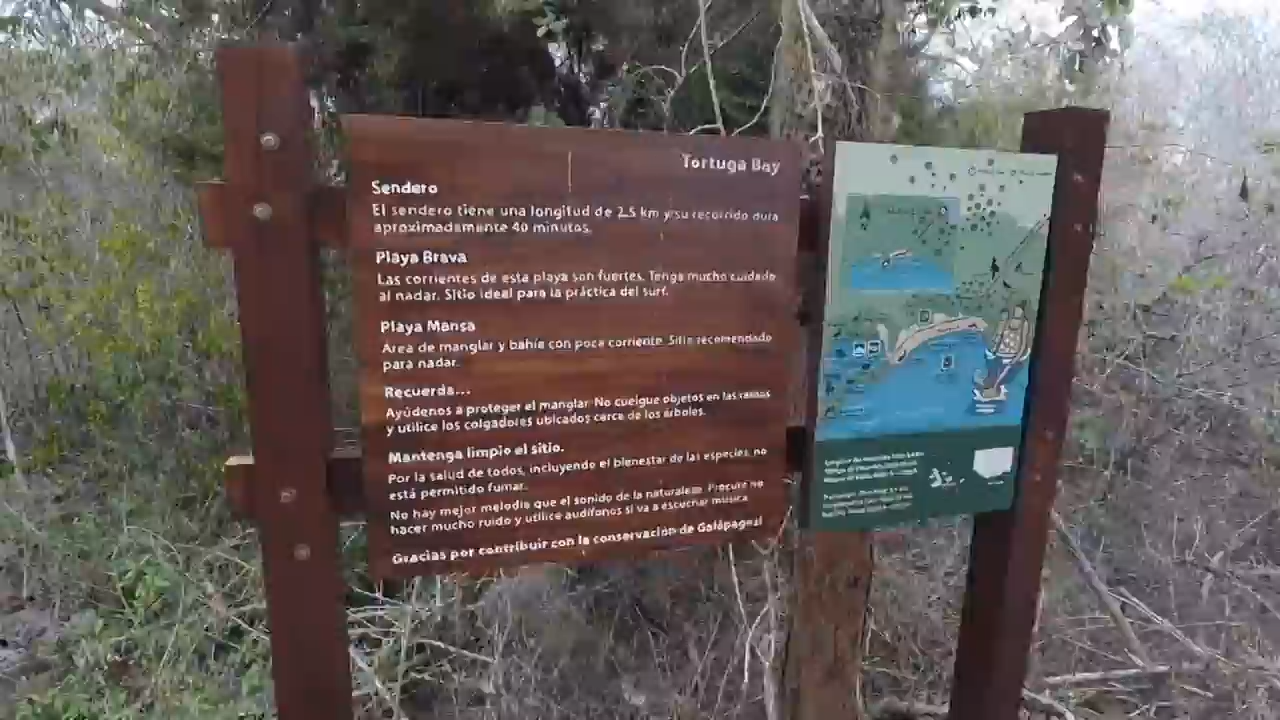 Tortuga Bay
Sendero
El sendero tiene una longitud de 2.5 km y su recorrido dura
aproximadamente 40 minutos.
Playa Brava
Las corrientes de esta playa son fuertes. Tenga mucho cuidado
al nadar. Sitio ideal para la práctica del surf.
Playa Mansa
Área de manglar y bahía con poca corriente. Sitio recomendado
para nadar.
Recuerda...
Ayúdenos a proteger el manglar. No cuelgue objetos en las ramas
y utilice los colgadores ubicados cerca de los árboles.
Mantenga limpio el sitio.
Por la salud de todos, incluyendo el bienestar de las especies, no
está permitido fumar.
No hay mejor melodía que el sonido de la naturaleza. Procure no
hacer mucho ruido y utilice audífonos si va a escuchar música.
Gracias por contribuir con la conservación de Galápagos!